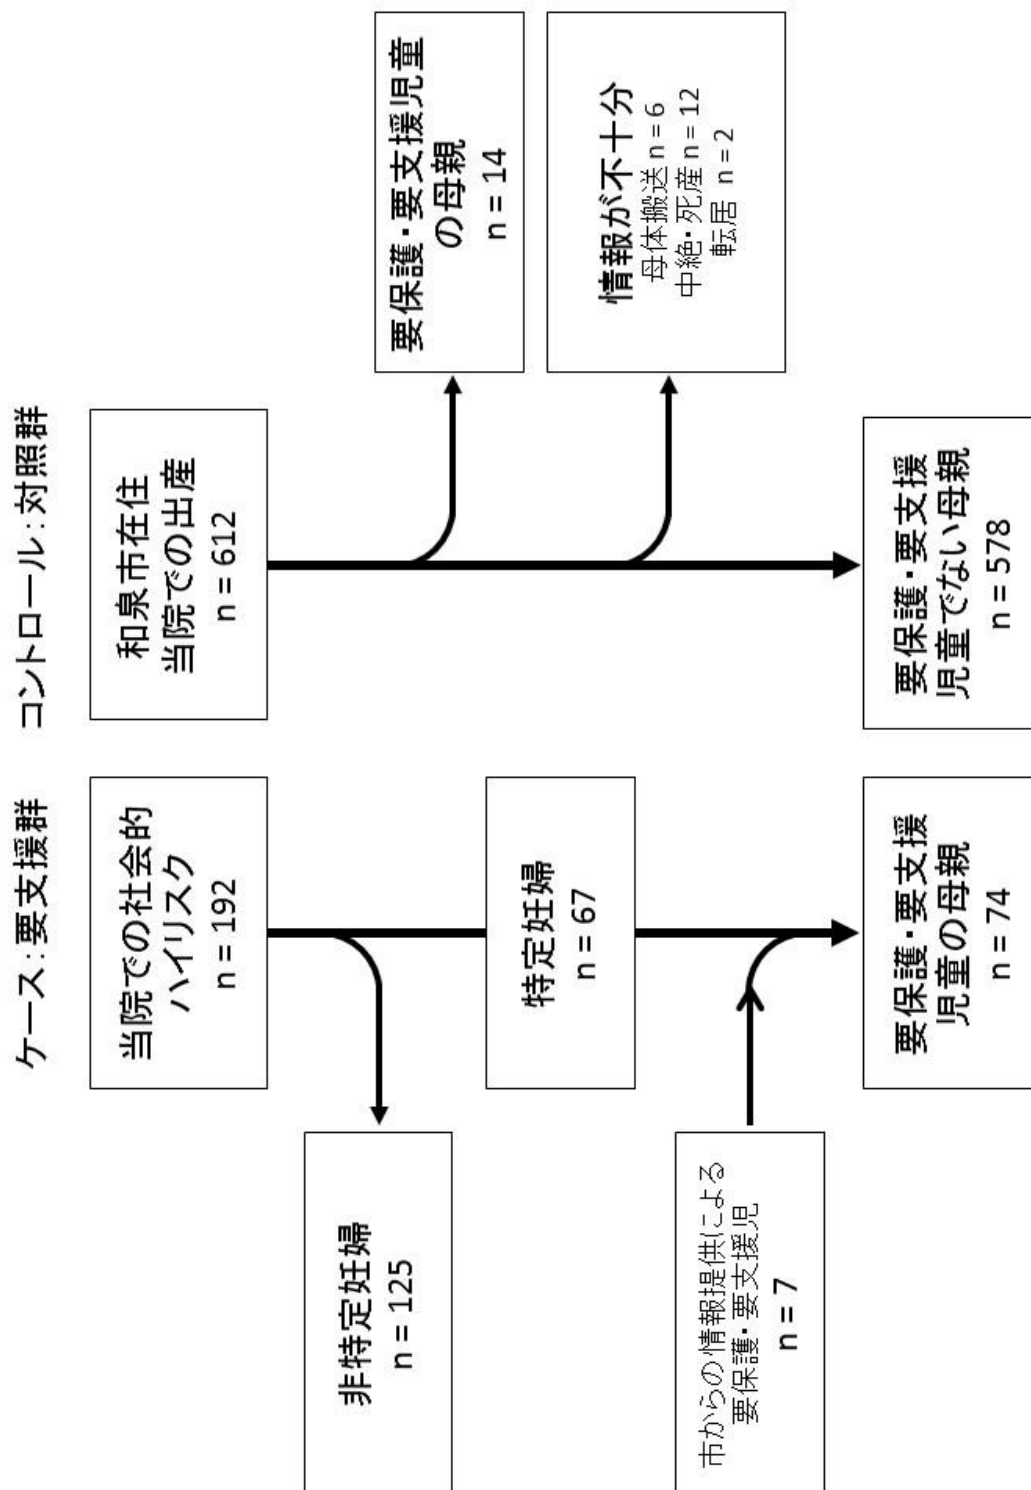 ケース：要支援群
当院での社会的
ハイリスク
n = 192
非特定妊婦
n = 125
特定妊婦
n = 67
市からの情報提供による
要保護・要支援児
n = 7
要保護・要支援
児童の母親
n = 74
コントロール：対照群
和泉市在住
当院での出産
n = 612
要保護・要支援児童
の母親
n = 14
情報が不十分
母体搬送 n = 6
中絶・死産 n = 12
転居 n = 2
要保護・要支援
児童でない母親
n = 578